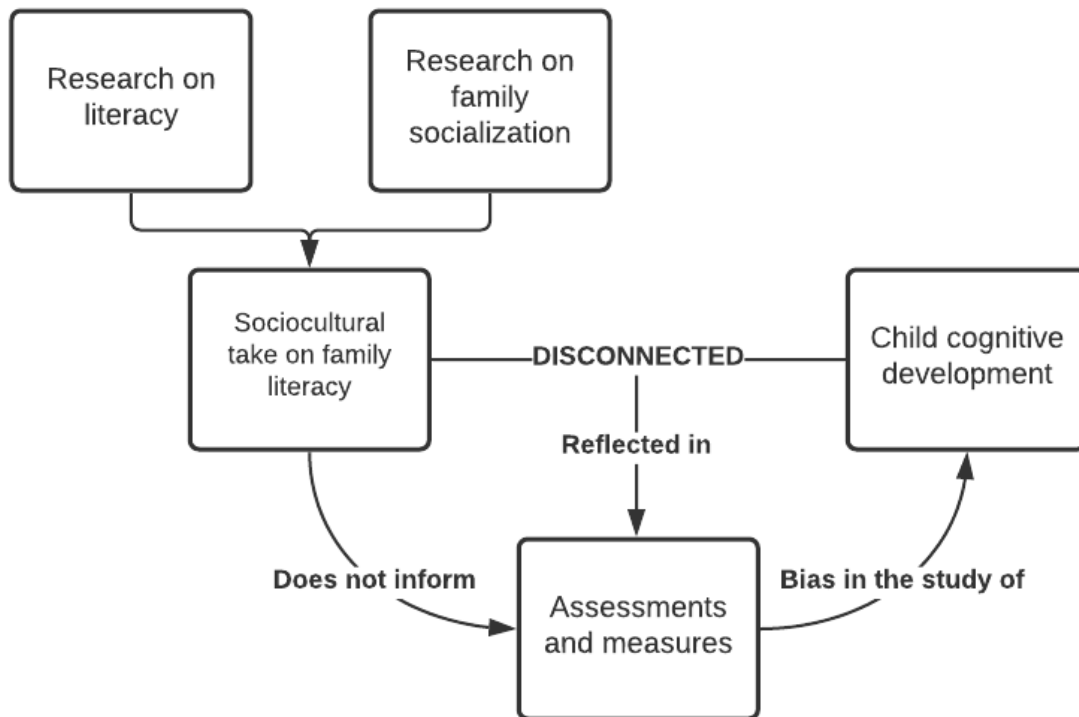 Research on
literacy
Research on
family
socialization
Sociocultural
take on family
literacy
DISCONNECTED
Child cognitive
development
Reflected in
Does not inform
Bias in the study of
Assessments
and measures